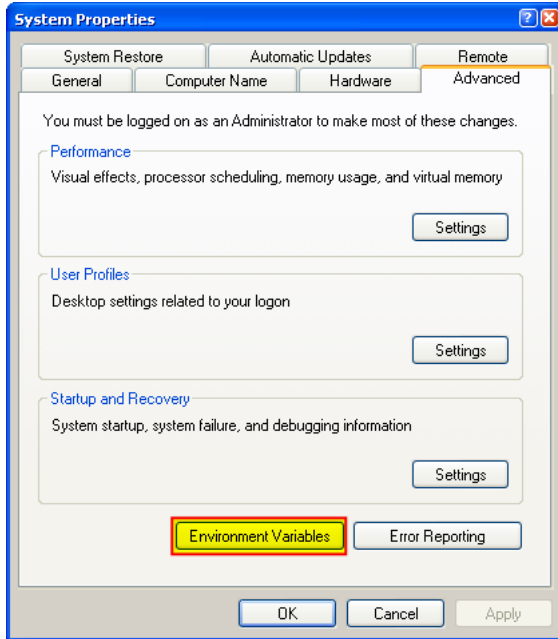 System Properties
System Restore Automatic Updates Remote
General Computer Name Hardware Advanced
You must be logged on as an Administrator to make most of these changes.
Performance
Visual effects, processor scheduling, memory usage, and virtual memory
Settings
User Profiles
Desktop settings related to your logon
Settings
Startup and Recovery
System startup, system failure, and debugging information
Settings
Environment Variables Error Reporting
OK Cancel Apply